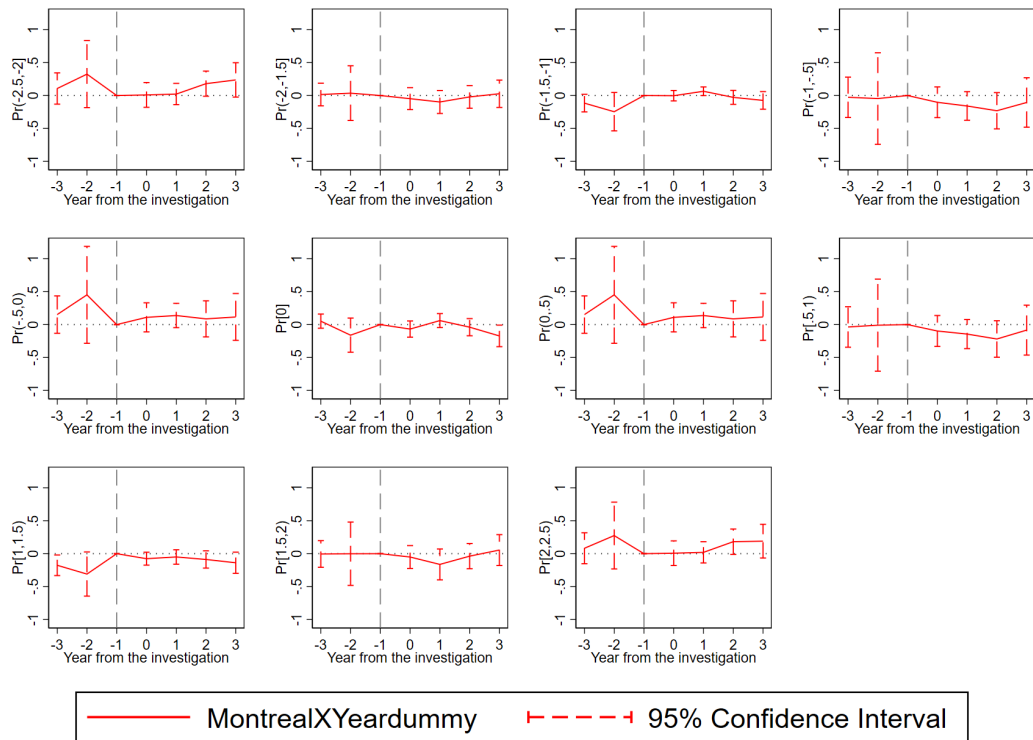 Pr(-2.5,-2]
1
.5
0
-.5
-1
-3 -2 -1 0 1 2 3
Year from the investigation
Pr(-2,-1.5]
1
.5
0
-.5
-1
-3 -2 -1 0 1 2 3
Year from the investigation
Pr(-1.5,-1]
1
.5
0
-.5
-1
-3 -2 -1 0 1 2 3
Year from the investigation
Pr(-1,-.5]
1
.5
0
-.5
-1
-3 -2 -1 0 1 2 3
Year from the investigation
Pr(-.5,0)
1
.5
0
-.5
-1
-3 -2 -1 0 1 2 3
Year from the investigation
Pr[0]
1
.5
0
-.5
-1
-3 -2 -1 0 1 2 3
Year from the investigation
Pr(0,.5)
1
.5
0
-.5
-1
-3 -2 -1 0 1 2 3
Year from the investigation
Pr[.5,1)
1
.5
0
-.5
-1
-3 -2 -1 0 1 2 3
Year from the investigation
Pr[1,1.5)
1
.5
0
-.5
-1
-3 -2 -1 0 1 2 3
Year from the investigation
Pr[1.5,2)
1
.5
0
-.5
-1
-3 -2 -1 0 1 2 3
Year from the investigation
Pr[2,2.5)
1
.5
0
-.5
-1
-3 -2 -1 0 1 2 3
Year from the investigation
MontrealXYeardummy
95% Confidence Interval